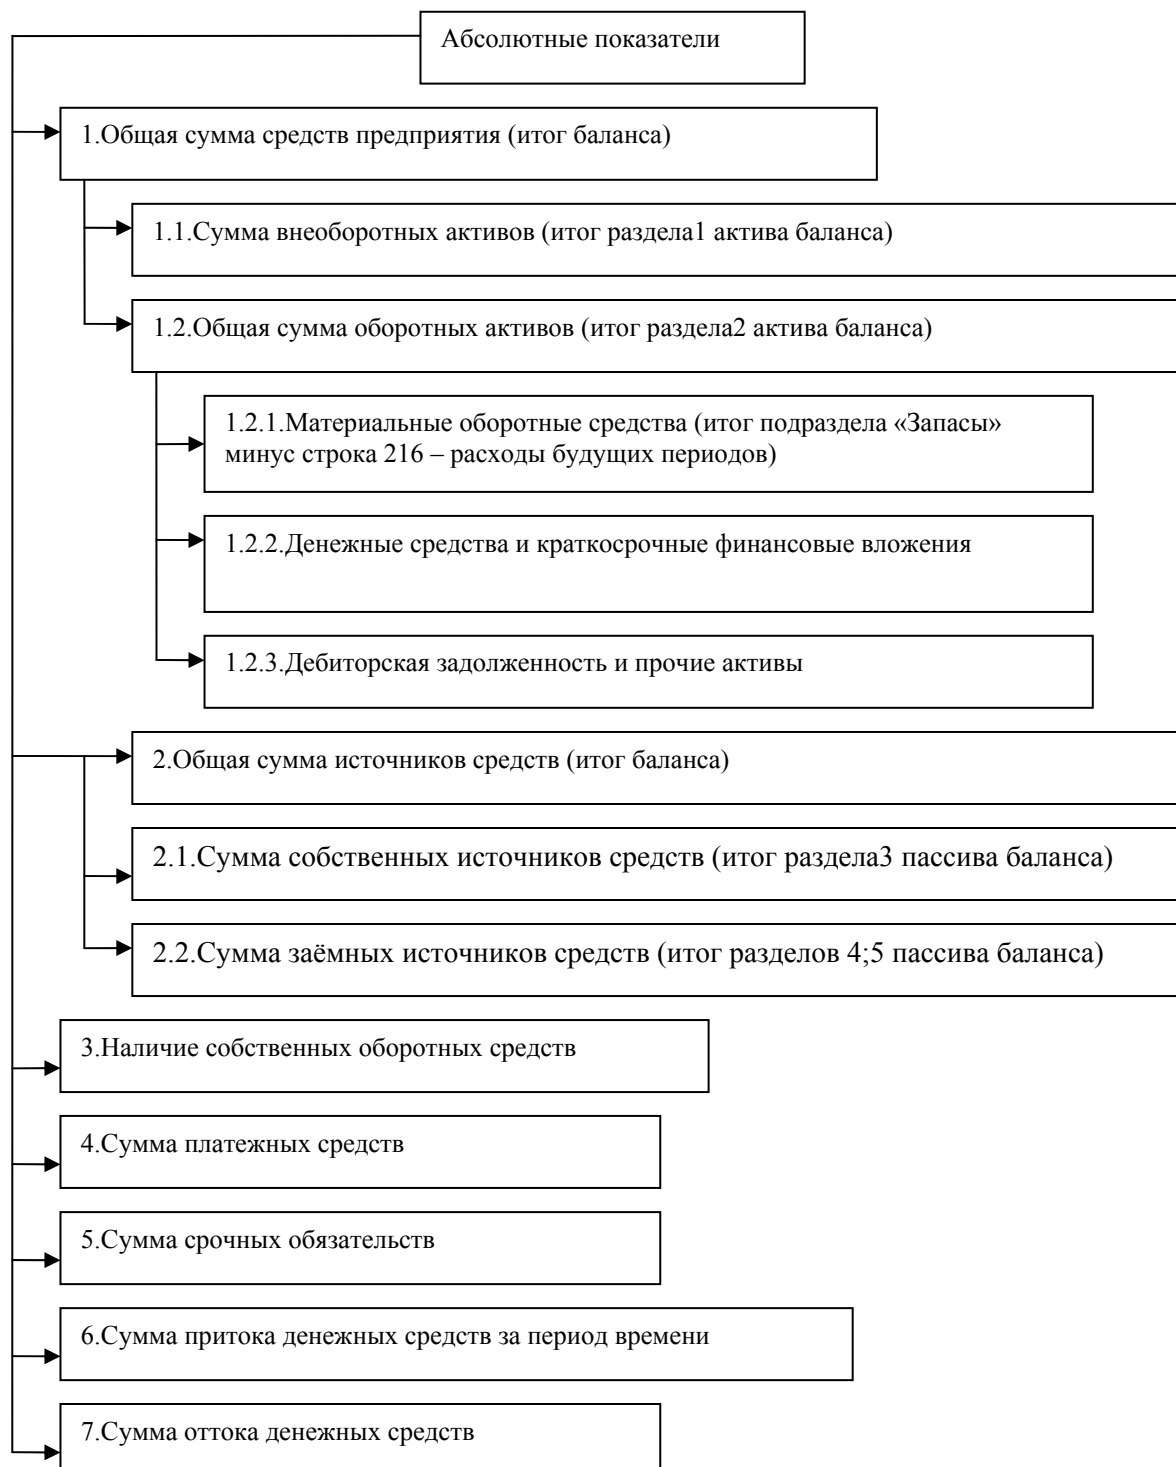 Абсолютные показатели
1.Общая сумма средств предприятия (итог баланса)
1.1.Сумма внеоборотных активов (итог раздела1 актива баланса)
1.2.Общая сумма оборотных активов (итог раздела2 актива баланса)
1.2.1.Материальные оборотные средства (итог подраздела «Запасы»
минус строка 216 – расходы будущих периодов)
1.2.2.Денежные средства и краткосрочные финансовые вложения
1.2.3.Дебиторская задолженность и прочие активы
2.Общая сумма источников средств (итог баланса)
2.1.Сумма собственных источников средств (итог раздела3 пассива баланса)
2.2.Сумма заёмных источников средств (итог разделов 4;5 пассива баланса)
3.Наличие собственных оборотных средств
4.Сумма платежных средств
5.Сумма срочных обязательств
6.Сумма притока денежных средств за период времени
7.Сумма оттока денежных средств